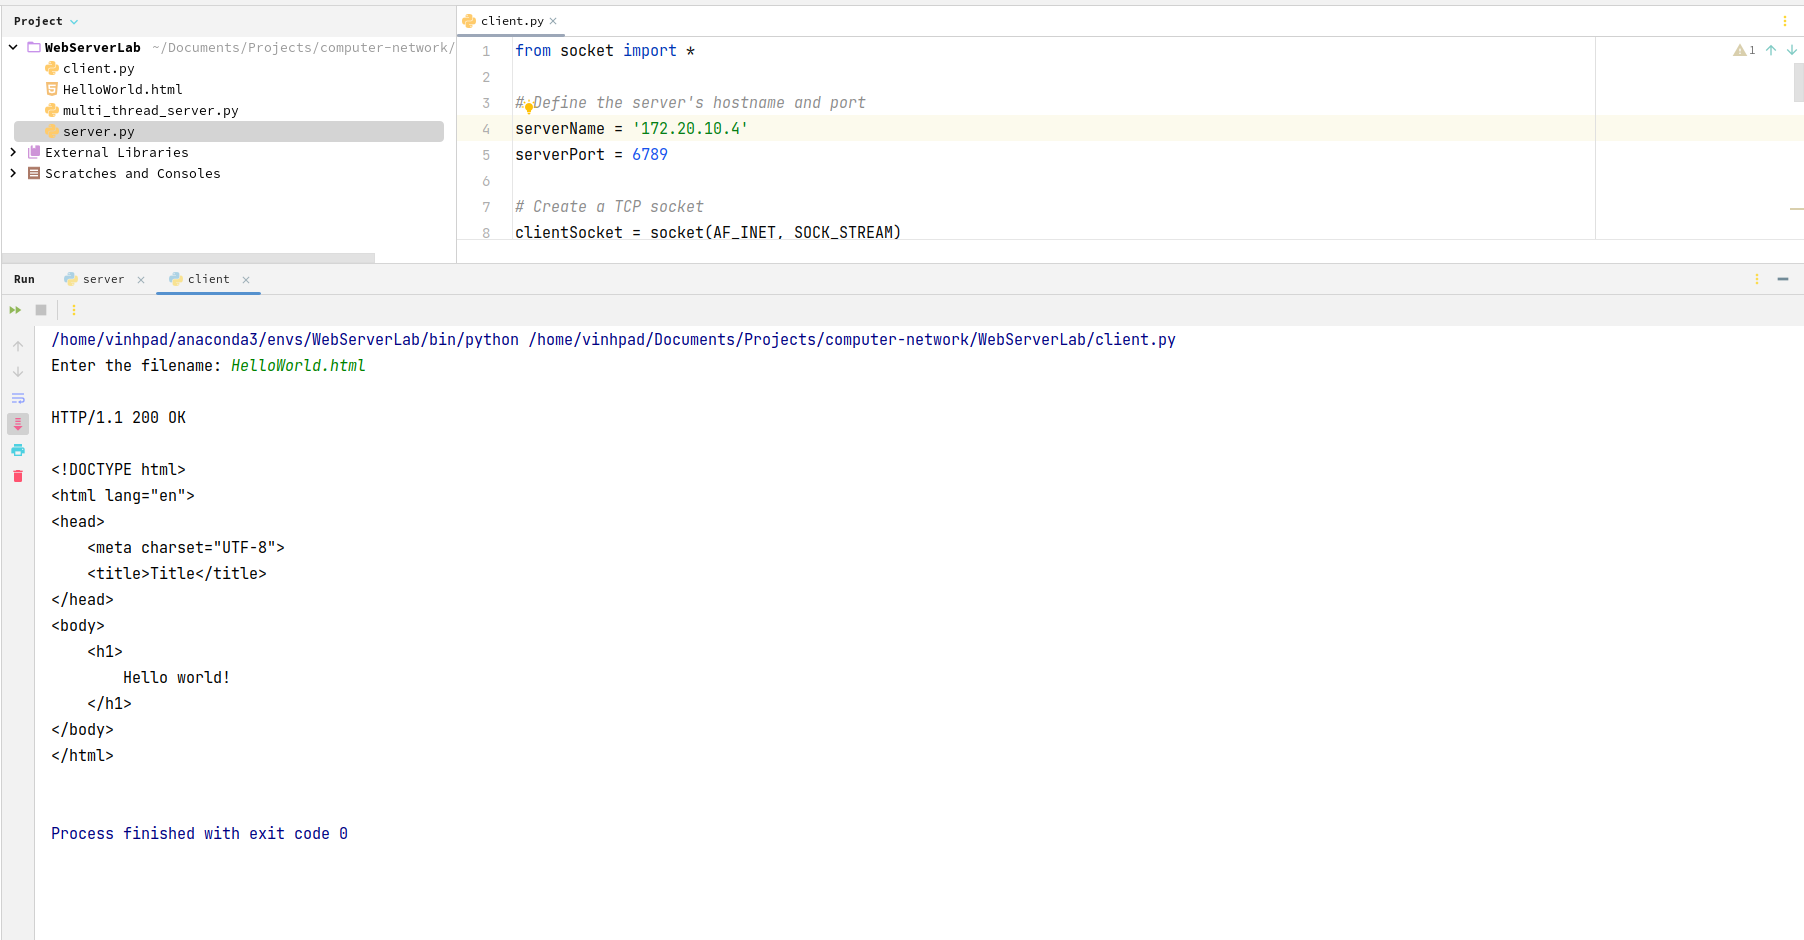 Project
WebServerLab ~/Documents/Projects/computer-network/
client.py
HelloWorld.html
multi_thread_server.py
server.py
External Libraries
Scratches and Consoles
client.py
1 from socket import *
2
3 # Define the server's hostname and port
4 serverName = '172.20.10.4'
5 serverPort = 6789
6
7 # Create a TCP socket
8 clientSocket = socket(AF_INET, SOCK_STREAM)
1
Run server client
/home/vinhpad/anaconda3/envs/WebServerLab/bin/python /home/vinhpad/Documents/Projects/computer-network/WebServerLab/client.py
Enter the filename: HelloWorld.html
HTTP/1.1 200 OK
<!DOCTYPE html>
<html lang="en">
<head>
    <meta charset="UTF-8">
    <title>Title</title>
</head>
<body>
    <h1>
        Hello world!
    </h1>
</body>
</html>
Process finished with exit code 0